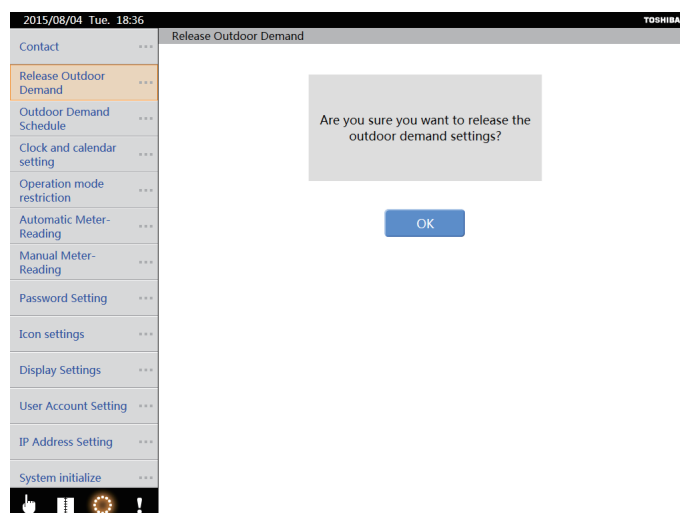 2015/08/04 Tue. 18:36
TOSHIBA
Contact
Release Outdoor
Demand
Outdoor Demand
Schedule
Clock and calendar
setting
Operation mode
restriction
Automatic Meter-
Reading
Manual Meter-
Reading
Password Setting
Icon settings
Display Settings
User Account Setting
IP Address Setting
System initialize
Release Outdoor Demand
Are you sure you want to release the
outdoor demand settings?
OK